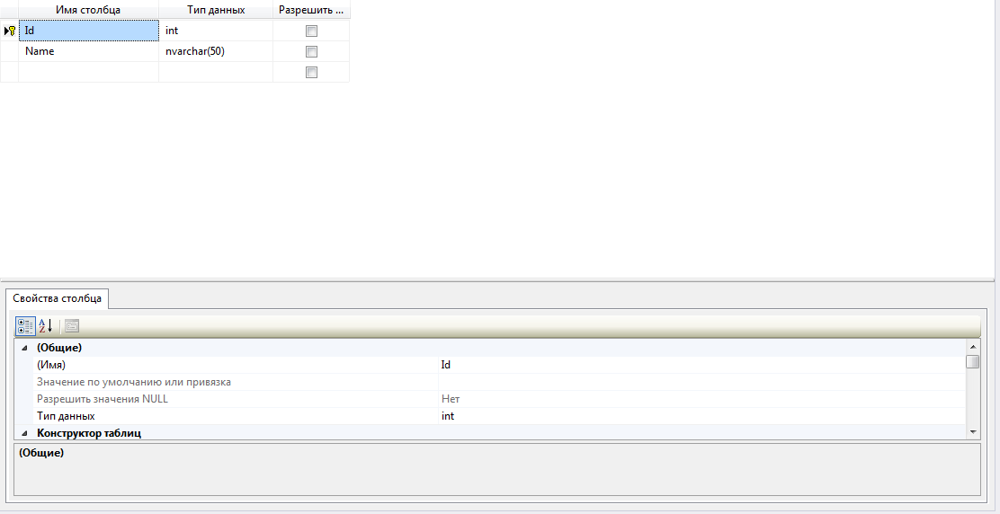 Имя столбца Тип данных Разрешить ...
Id int
Name nvarchar(50)
Свойства столбца
A
Z
(Общие)
(Имя) Id
Значение по умолчанию или привязка
Разрешить значения NULL Нет
Тип данных int
Конструктор таблиц
(Общие)